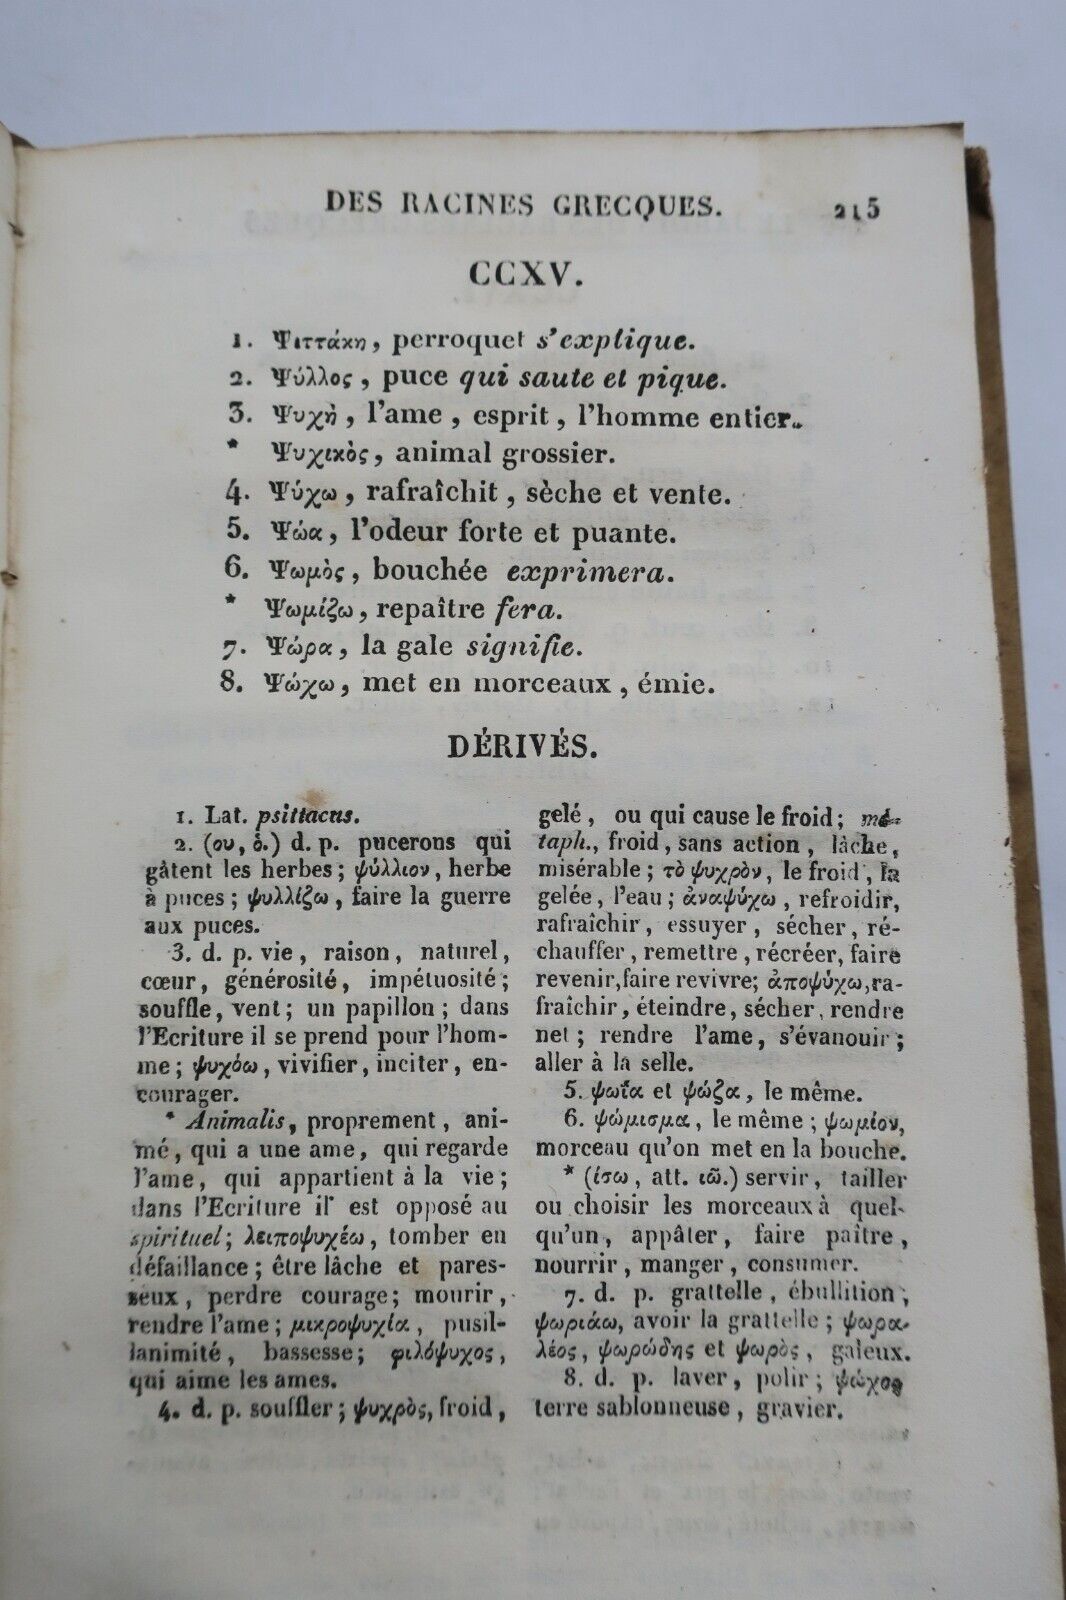 DES RACINES GRECQUES. 215
CCXV.
1. Ψιττάκη, perroquet s'explique.
2. Ψύλλος, puce qui saute et pique.
3. Ψυχὴ, l'ame, esprit, l'homme entier.
* Ψυχικὸς, animal grossier.
4. Ψύχω, rafraîchit, sèche et vente.
5. Ψώα, l'odeur forte et puante.
6. Ψωμὸς, bouchée exprimera.
* Ψωμίζω, repaître fera.
7. Ψώρα, la gale signifie.
8. Ψώχω, met en morceaux, émie.
DÉRIVÉS.
1. Lat. psittacus.
2. (ου, ὁ.) d. p. pucerons qui
gâtent les herbes; ψύλλιον, herbe
à puces; ψυλλίζω, faire la guerre
aux puces.
3. d. p. vie, raison, naturel,
cœur, générosité, impétuosité;
souffle, vent; un papillon; dans
l'Ecriture il se prend pour l'hom-
me; ψυχόω, vivifier, inciter, en-
courager.
* Animalis, proprement, ani-
mé, qui a une ame, qui regarde
l'ame, qui appartient à la vie;
dans l'Ecriture il est opposé au
spirituel; λειποψυχέω, tomber en
défaillance; être lâche et pares-
seux, perdre courage; mourir,
rendre l'ame; μικροψυχία, pusil-
lanimité, bassesse; φιλόψυχος,
qui aime les ames.
4. d. p. souffler; ψυχρὸς, froid,
gelé, ou qui cause le froid; mé-
taph., froid, sans action, lâche,
misérable; τὸ ψυχρὸν, le froid, la
gelée, l'eau; ἀναψύχω, refroidir,
rafraîchir, essuyer, sécher, ré-
chauffer, remettre, récréer, faire
revenir, faire revivre; ἀποψύχω, ra-
fraîchir, éteindre, sécher, rendre
net; rendre l'ame, s'évanouir;
aller à la selle.
5. ψωΐα et ψώζα, le même.
6. ψώμισμα, le même; ψωμίον,
morceau qu'on met en la bouche.
* (ίσω, att. ιῶ.) servir, tailler
ou choisir les morceaux à quel-
qu'un, appâter, faire paître,
nourrir, manger, consumer.
7. d. p. grattelle, ébullition;
ψωριάω, avoir la grattelle; ψωρα-
λέος, ψωρώδης et ψωρὸς, galeux.
8. d. p. laver, polir; ψώχος
terre sablonneuse, gravier.